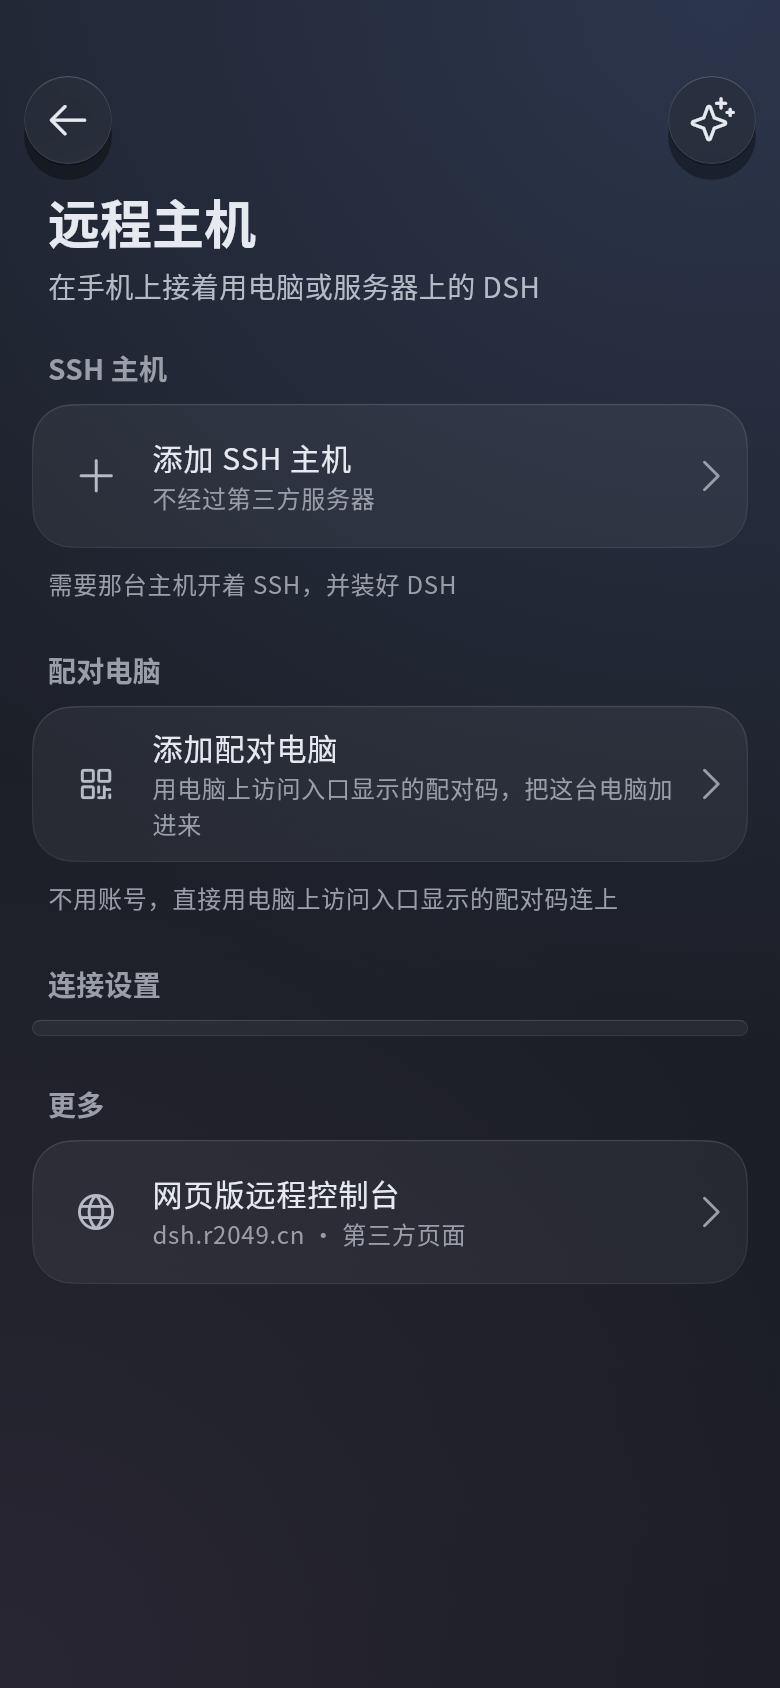 远程主机
在手机上接着用电脑或服务器上的 DSH
SSH 主机
添加 SSH 主机
不经过第三方服务器
需要那台主机开着 SSH，并装好 DSH
配对电脑
添加配对电脑
用电脑上访问入口显示的配对码，把这台电脑加
进来
不用账号，直接用电脑上访问入口显示的配对码连上
连接设置
更多
网页版远程控制台
dsh.r2049.cn · 第三方页面